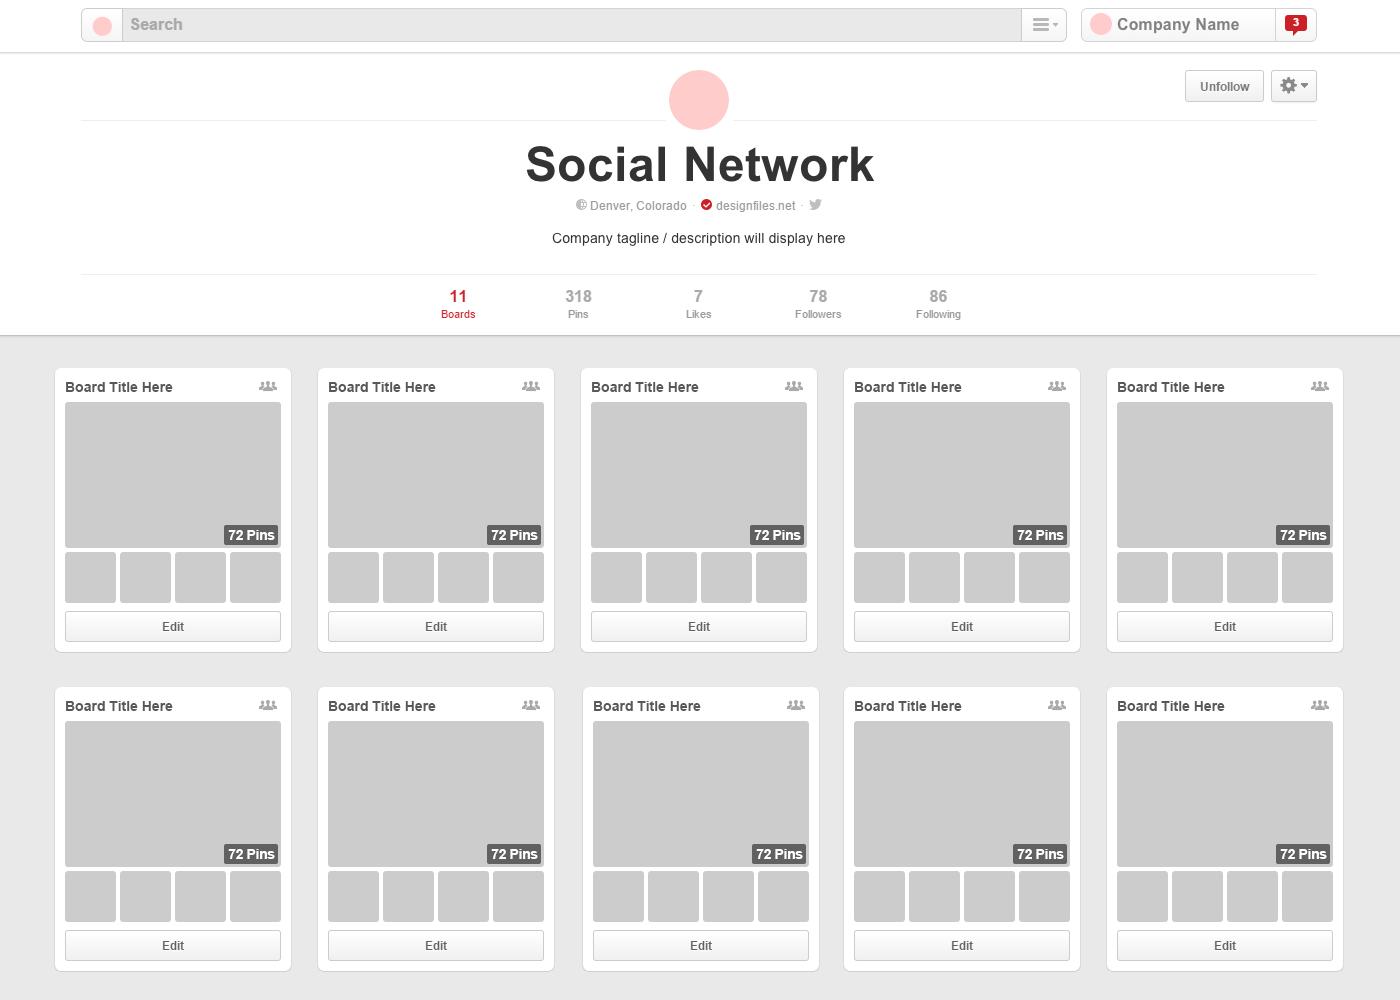 Search
Company Name
3
Unfollow
Social Network
Denver, Colorado · designfiles.net ·
Company tagline / description will display here
11 318 7 78 86
Boards Pins Likes Followers Following
Board Title Here Board Title Here Board Title Here Board Title Here Board Title Here
72 Pins 72 Pins 72 Pins 72 Pins 72 Pins
Edit Edit Edit Edit Edit
Board Title Here Board Title Here Board Title Here Board Title Here Board Title Here
72 Pins 72 Pins 72 Pins 72 Pins 72 Pins
Edit Edit Edit Edit Edit